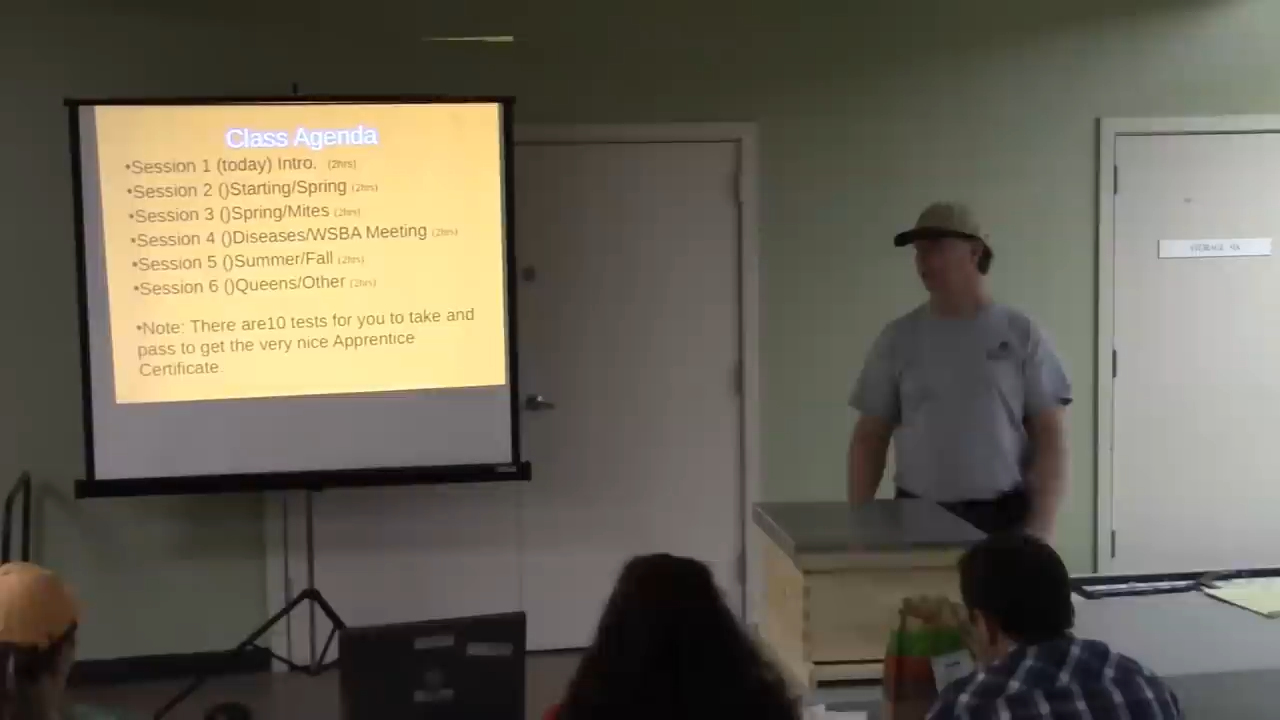 Class Agenda
•Session 1 (today) Intro. (2hrs)
•Session 2 ()Starting/Spring (2hrs)
•Session 3 ()Spring/Mites (2hrs)
•Session 4 ()Diseases/WSBA Meeting (2hrs)
•Session 5 ()Summer/Fall (2hrs)
•Session 6 ()Queens/Other (2hrs)
•Note: There are10 tests for you to take and
pass to get the very nice Apprentice
Certificate.
STORAGE